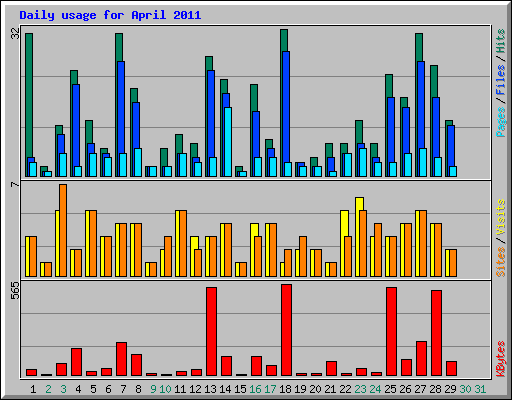 Daily usage for April 2011
32
Pages / Files / Hits
7
Sites / Visits
565
KBytes
1 2 3 4 5 6 7 8 9 10 11 12 13 14 15 16 17 18 19 20 21 22 23 24 25 26 27 28 29 30 31